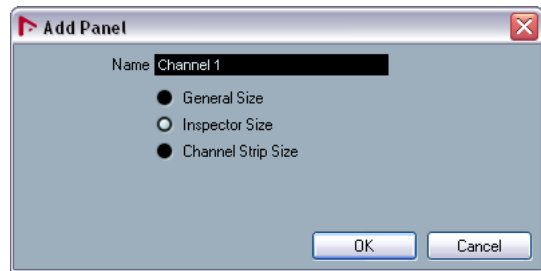 Add Panel
Name Channel 1
General Size
Inspector Size
Channel Strip Size
OK Cancel